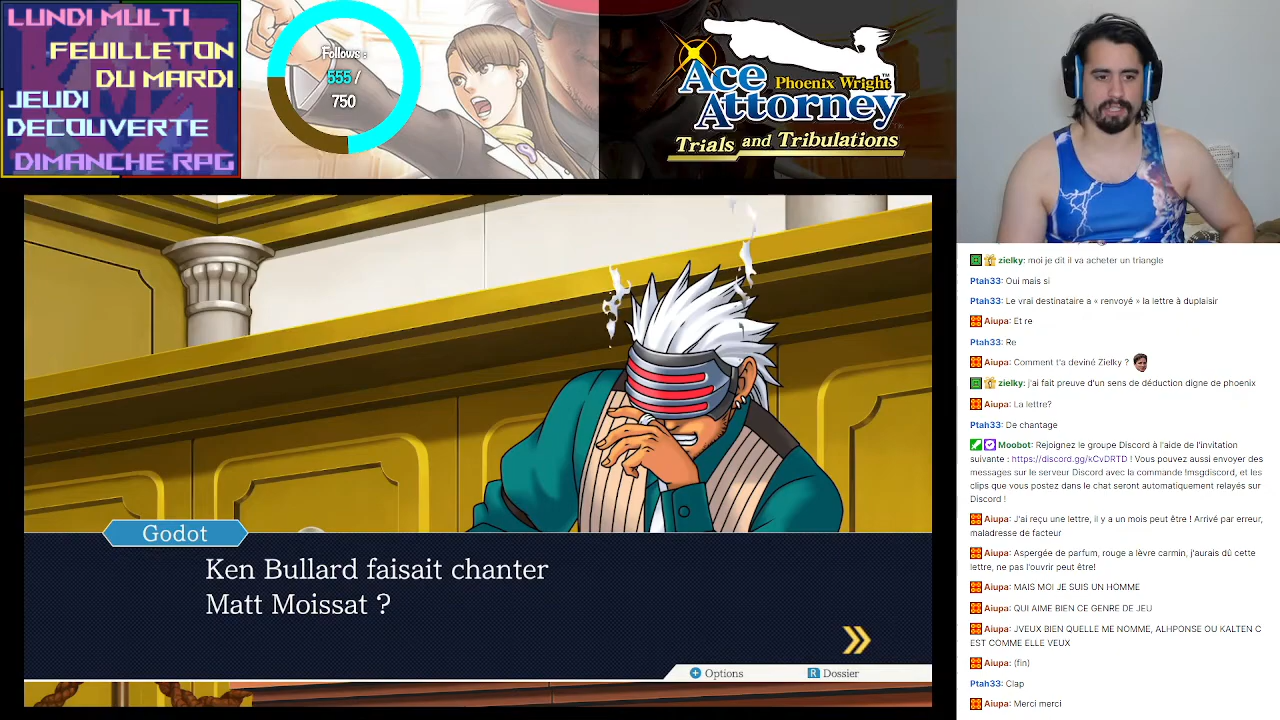 LUNDI MULTI
FEUILLETON
DU MARDI
JEUDI
DECOUVERTE
DIMANCHE RPG
Follows :
555 /
750
Ace
Phoenix Wright™
Attorney
Trials and Tribulations
zielky: moi je dit il va acheter un triangle
Ptah33: Oui mais si
Ptah33: Le vrai destinataire a « renvoyé » la lettre à duplaisir
Aiupa: Et re
Ptah33: Re
Aiupa: Comment t'a deviné Zielky ?
zielky: j'ai fait preuve d'un sens de déduction digne de phoenix
Aiupa: La lettre?
Ptah33: De chantage
Moobot: Rejoignez le groupe Discord à l'aide de l'invitation
suivante : https://discord.gg/kCvDRTD ! Vous pouvez aussi envoyer des
messages sur le serveur Discord avec la commande !msgdiscord, et les
clips que vous postez dans le chat seront automatiquement relayés sur
Discord !
Aiupa: J'ai reçu une lettre, il y a un mois peut être ! Arrivé par erreur,
maladresse de facteur
Aiupa: Aspergée de parfum, rouge a lèvre carmin, j'aurais dû cette
lettre, ne pas l'ouvrir peut être!
Aiupa: MAIS MOI JE SUIS UN HOMME
Aiupa: QUI AIME BIEN CE GENRE DE JEU
Aiupa: JVEUX BIEN QUELLE ME NOMME, ALHPONSE OU KALTEN C
EST COMME ELLE VEUX
Aiupa: (fin)
Ptah33: Clap
Aiupa: Merci merci
Godot
Ken Bullard faisait chanter
Matt Moissat ?
Options
R Dossier